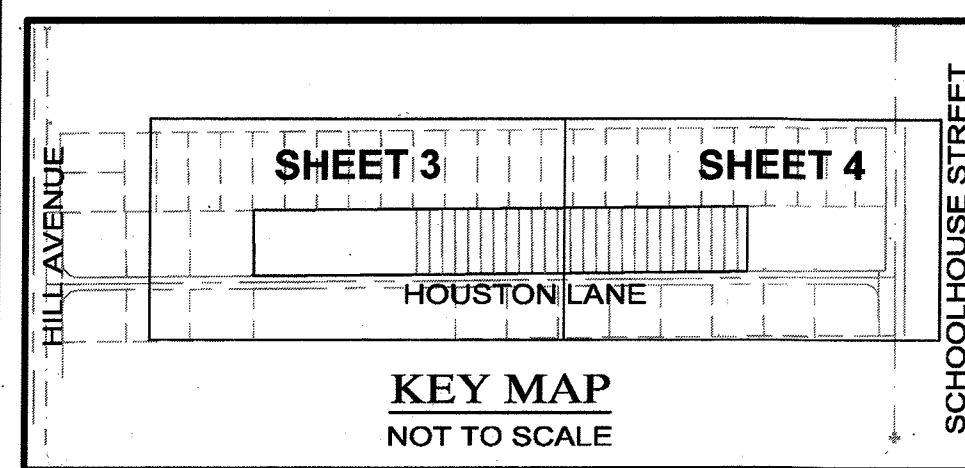 HILL AVENUE
SHEET 3
SHEET 4
SCHOOLHOUSE STREET
HOUSTON LANE
KEY MAP
NOT TO SCALE